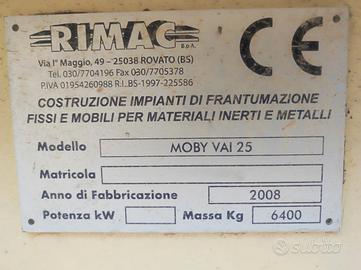 RIMAC S.p.A.
CE
Via I° Maggio, 49 - 25038 ROVATO (BS)
Tel. 030/7704196 Fax 030/7705378
P.IVA 01954260988 R.I.BS-1997-225586
COSTRUZIONE IMPIANTI DI FRANTUMAZIONE
FISSI E MOBILI PER MATERIALI INERTI E METALLI
Modello MOBY VAI 25
Matricola
Anno di Fabbricazione 2008
Potenza kW Massa Kg 6400
subito